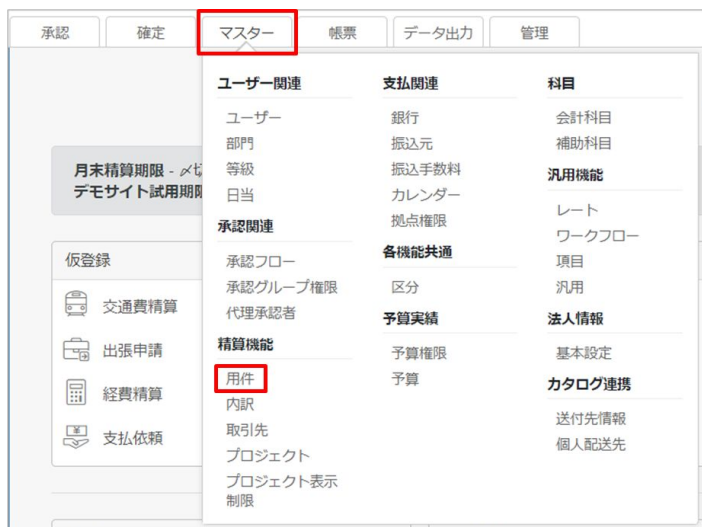 承認 確定 マスター 帳票 データ出力 管理
ユーザー関連
ユーザー
部門
等級
日当
承認関連
承認フロー
承認グループ権限
代理承認者
精算機能
用件
内訳
取引先
プロジェクト
プロジェクト表示
制限
支払関連
銀行
振込元
振込手数料
カレンダー
拠点権限
各機能共通
区分
予算実績
予算権限
予算
科目
会計科目
補助科目
汎用機能
レート
ワークフロー
項目
汎用
法人情報
基本設定
カタログ連携
送付先情報
個人配送先
月末精算期限 - 〆切
デモサイト試用期限
仮登録
交通費精算
出張申請
経費精算
支払依頼